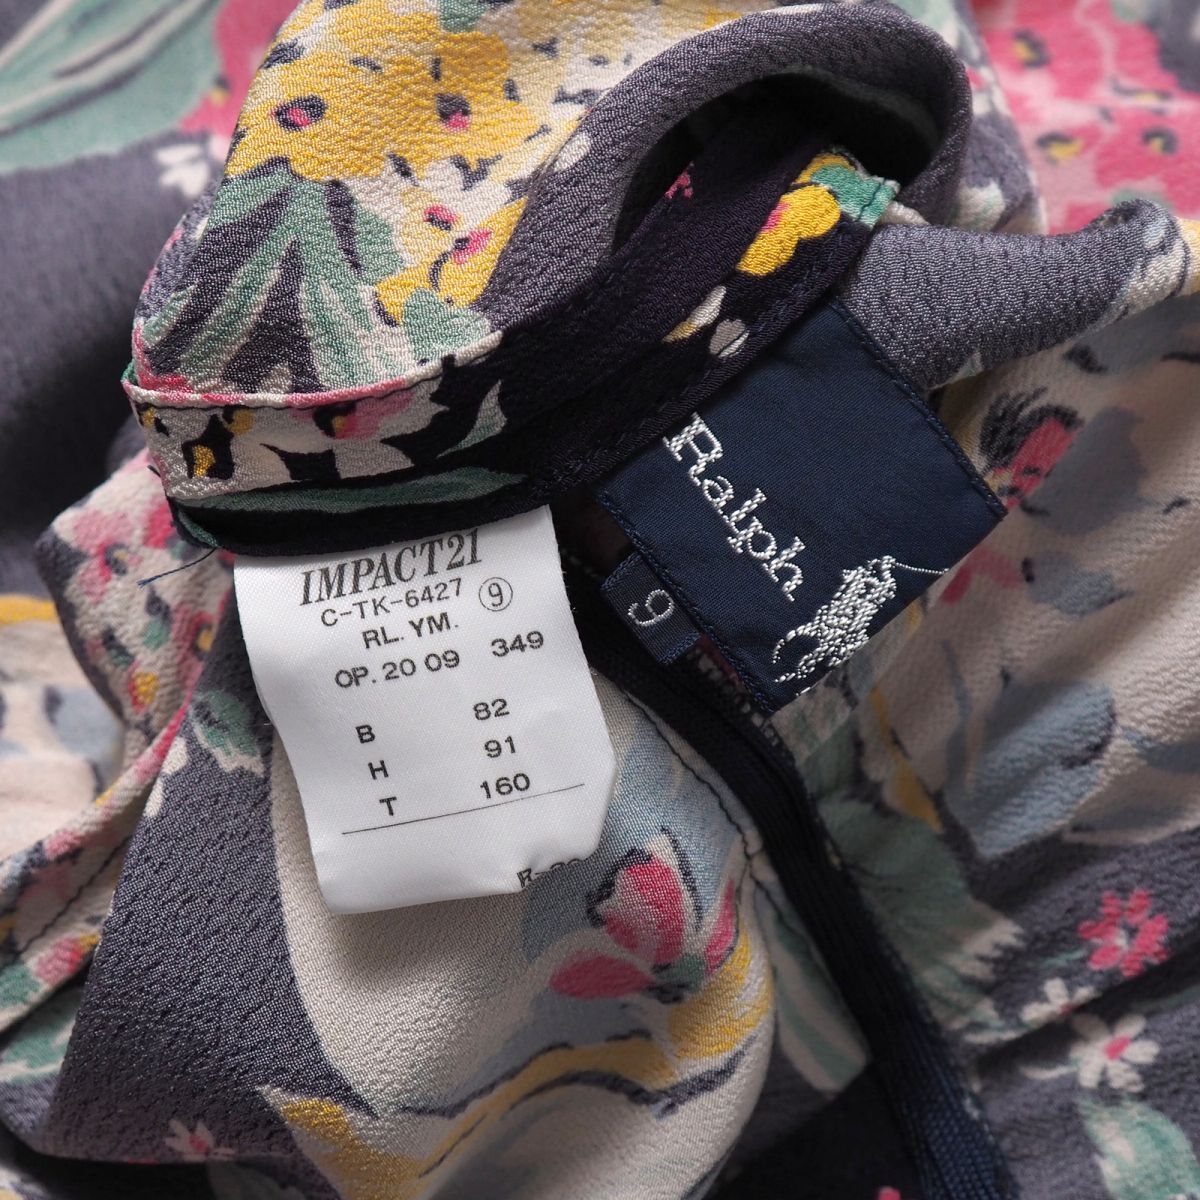 IMPACT21
C-TK-6427 ⑨
RL. YM.
OP. 20 09 349
B 82
H 91
T 160
Ralph
9